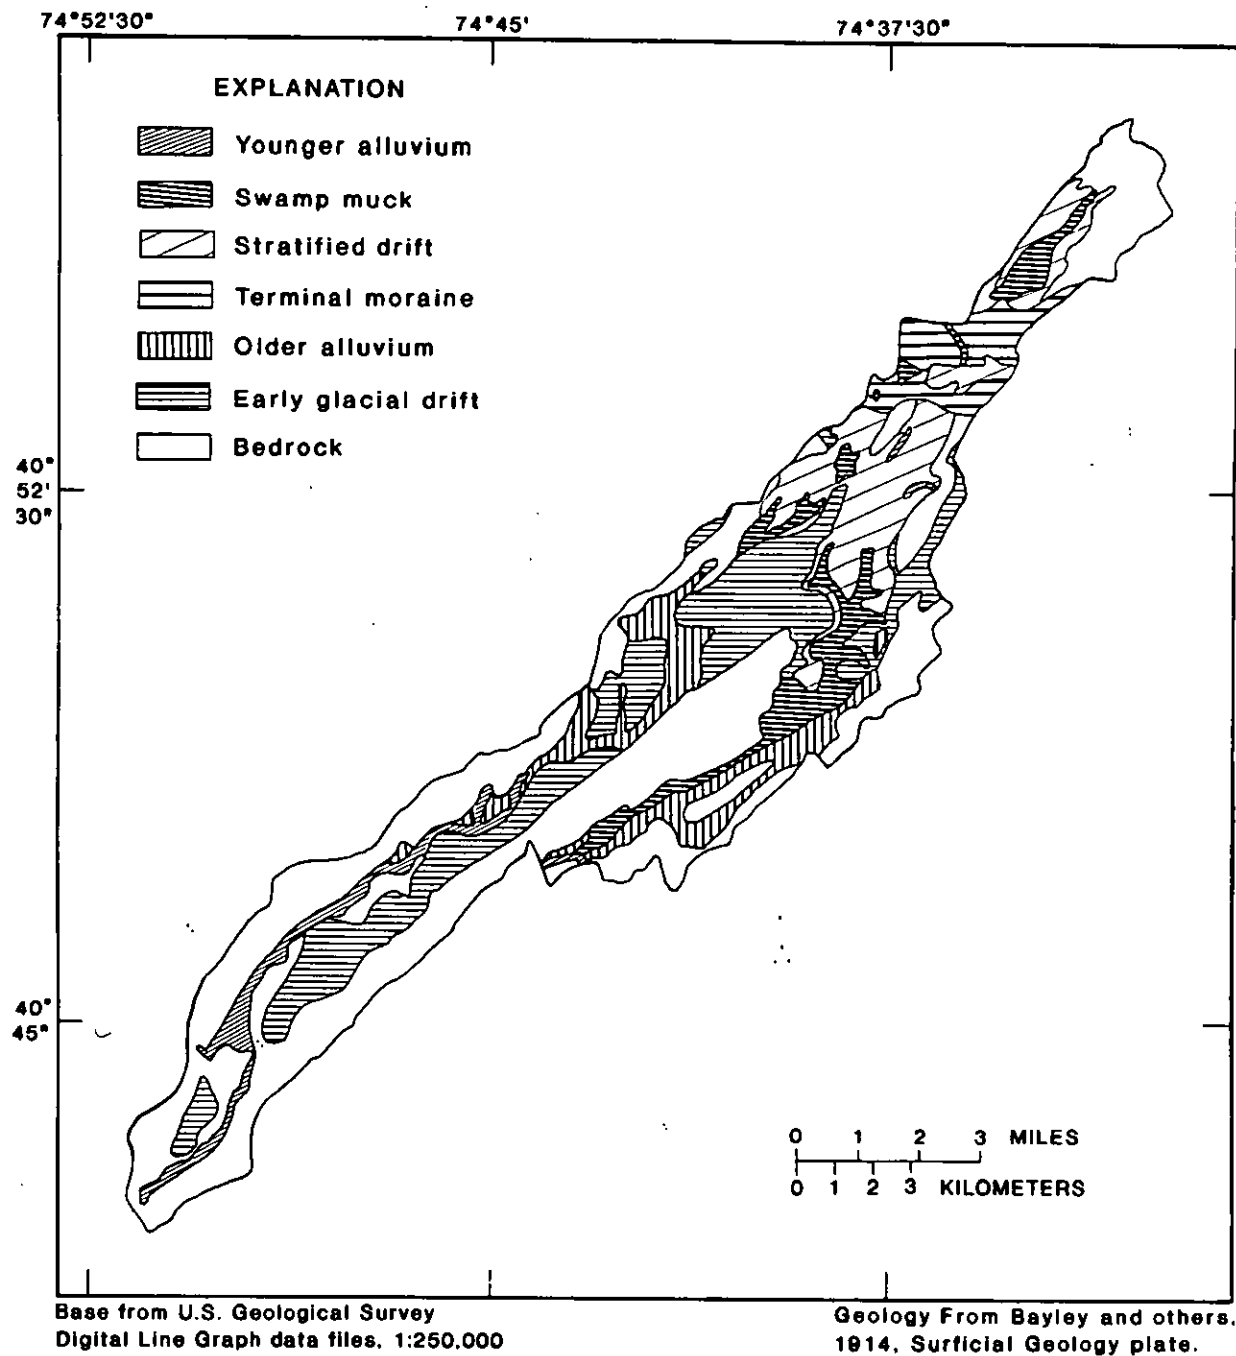 74°52'30" 74°45' 74°37'30"
EXPLANATION
Younger alluvium
Swamp muck
Stratified drift
Terminal moraine
Older alluvium
Early glacial drift
Bedrock
40°
52'
30"
40°
45"
0 1 2 3 MILES
0 1 2 3 KILOMETERS
Base from U.S. Geological Survey
Digital Line Graph data files, 1:250,000
Geology From Bayley and others,
1914, Surficial Geology plate.